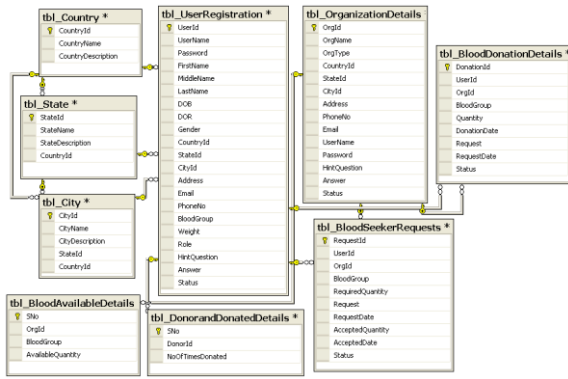 tbl_Country *
CountryId
CountryName
CountryDescription
tbl_State *
StateId
StateName
StateDescription
CountryId
tbl_City *
CityId
CityName
CityDescription
StateId
CountryId
tbl_BloodAvailableDetails
SNo
OrgId
BloodGroup
AvailableQuantity
tbl_UserRegistration *
UserId
UserName
Password
FirstName
MiddleName
LastName
DOB
DOR
Gender
CountryId
StateId
CityId
Address
Email
PhoneNo
BloodGroup
Weight
Role
HintQuestion
Answer
Status
tbl_DonorandDonatedDetails *
SNo
DonorId
NoOfTimesDonated
tbl_OrganizationDetails
OrgId
OrgName
OrgType
CountryId
StateId
CityId
Address
PhoneNo
Email
UserName
Password
HintQuestion
Answer
Status
tbl_BloodSeekerRequests *
RequestId
UserId
OrgId
BloodGroup
RequiredQuantity
Request
RequestDate
AcceptedQuantity
AcceptedDate
Status
tbl_BloodDonationDetails *
DonationId
UserId
OrgId
BloodGroup
Quantity
DonationDate
Request
RequestDate
Status